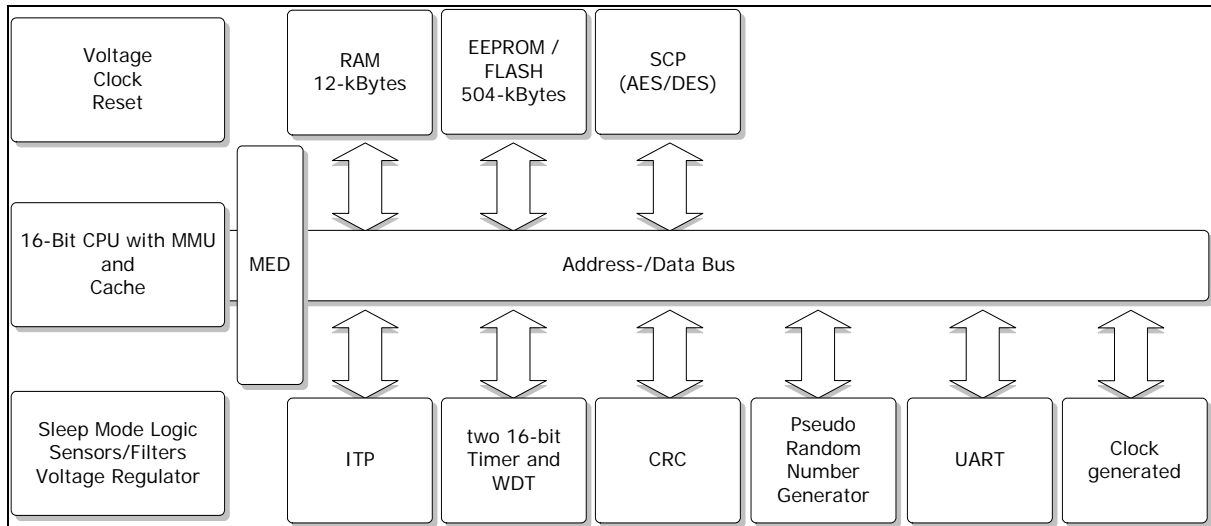 Voltage
Clock
Reset
RAM
12-kBytes
EEPROM /
FLASH
504-kBytes
SCP
(AES/DES)
16-Bit CPU with MMU
and
Cache
MED
Address-/Data Bus
Sleep Mode Logic
Sensors/Filters
Voltage Regulator
ITP
two 16-bit
Timer and
WDT
CRC
Pseudo
Random
Number
Generator
UART
Clock
generated